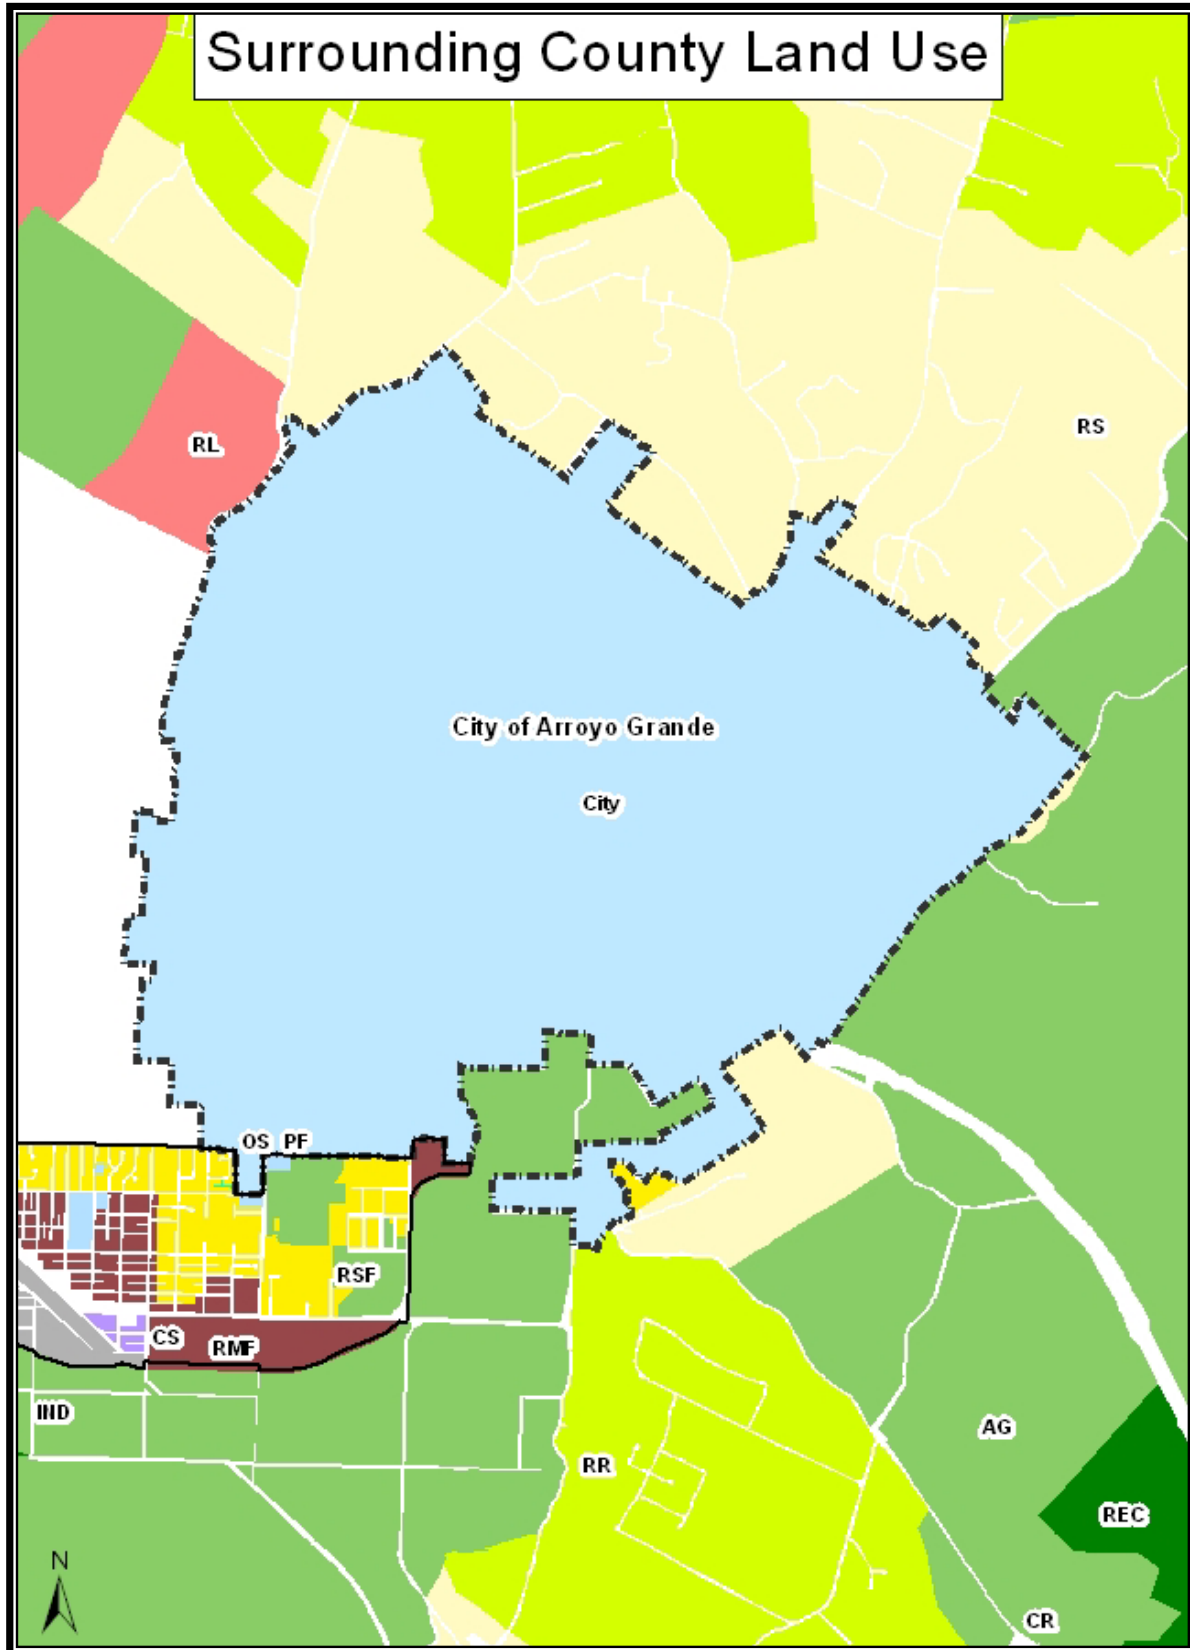 Surrounding County Land Use
RS
RL
City of Arroyo Grande
City
OS PF
RSF
CS
RMF
IND
AG
RR
REC
N
CR